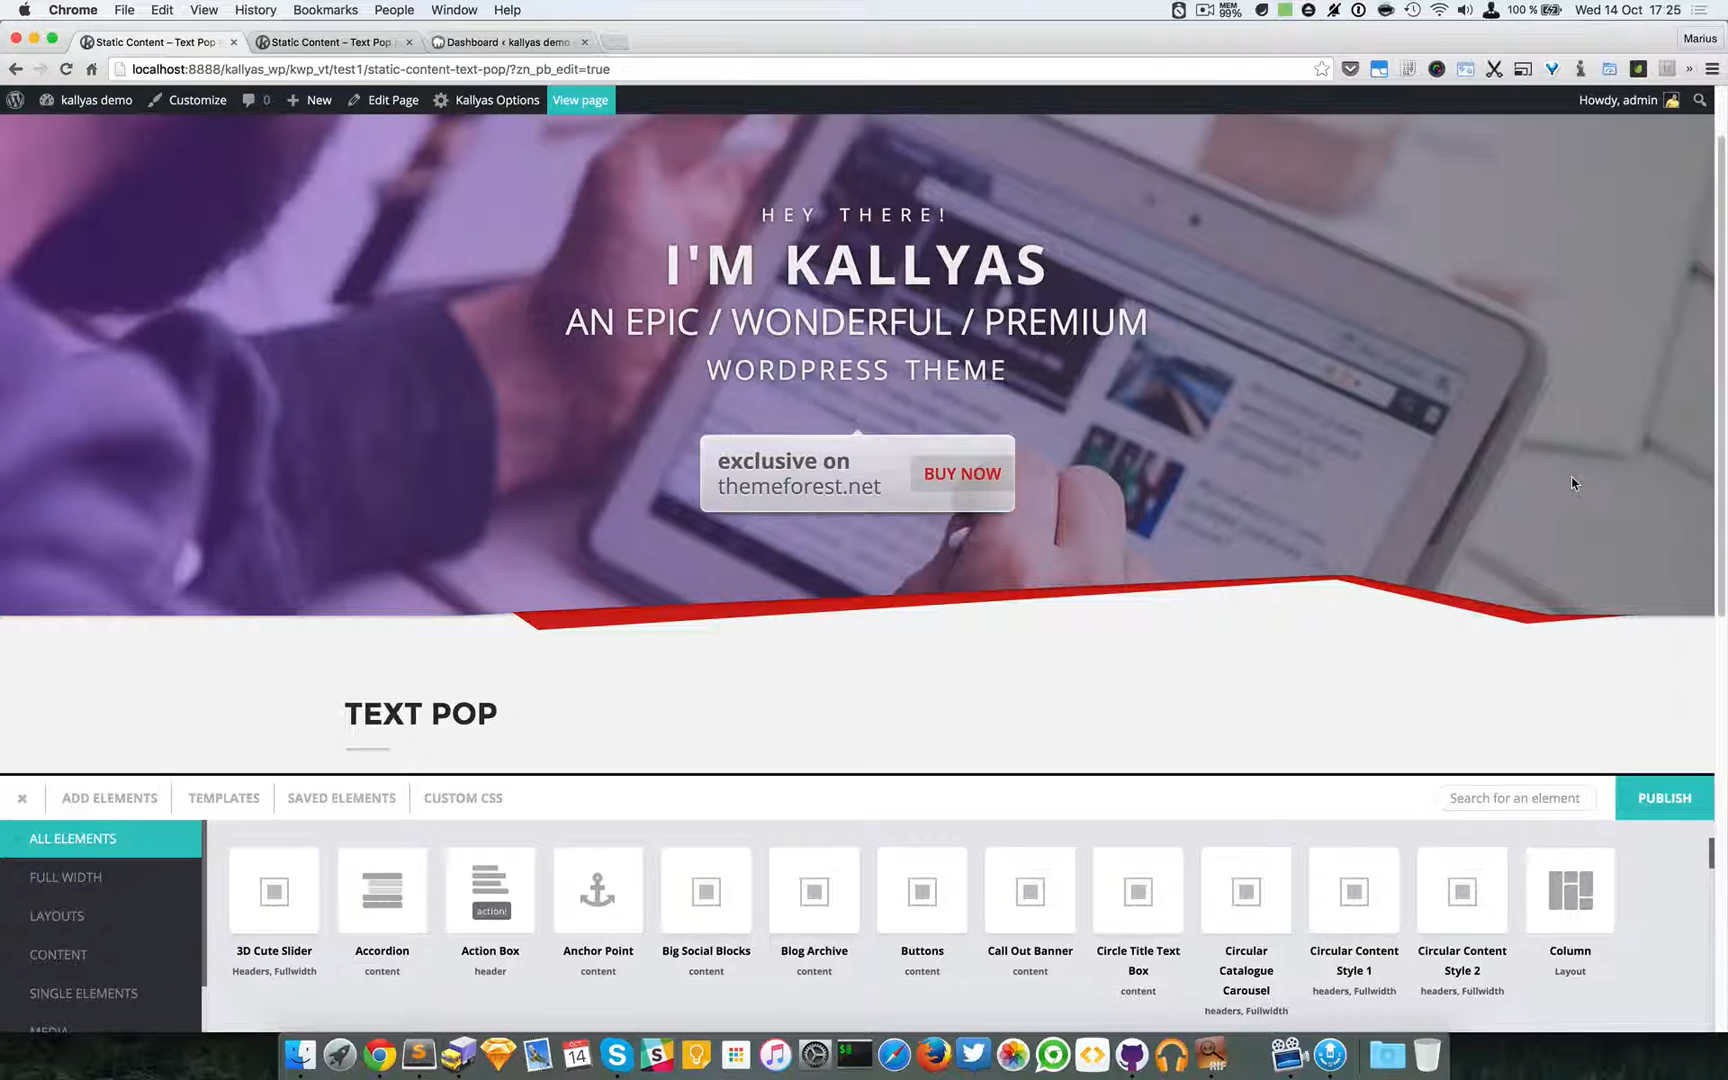 Chrome File Edit View History Bookmarks People Window Help
MEM 99% 100 % Wed 14 Oct 17:25
Static Content – Text Pop Static Content – Text Pop Dashboard ‹ kallyas demo Marius
localhost:8888/kallyas_wp/kwp_vt/test1/static-content-text-pop/?zn_pb_edit=true
kallyas demo Customize 0 New Edit Page Kallyas Options View page Howdy, admin
HEY THERE!
I'M KALLYAS
AN EPIC / WONDERFUL / PREMIUM
WORDPRESS THEME
exclusive on
themeforest.net
BUY NOW
TEXT POP
ADD ELEMENTS TEMPLATES SAVED ELEMENTS CUSTOM CSS Search for an element PUBLISH
ALL ELEMENTS
FULL WIDTH
LAYOUTS
CONTENT
SINGLE ELEMENTS
MEDIA
3D Cute Slider
Headers, Fullwidth
Accordion
content
action!
Action Box
header
Anchor Point
content
Big Social Blocks
content
Blog Archive
content
Buttons
content
Call Out Banner
content
Circle Title Text
Box
content
Circular
Catalogue
Carousel
headers, Fullwidth
Circular Content
Style 1
headers, Fullwidth
Circular Content
Style 2
headers, Fullwidth
Column
Layout
OCT
14
RIF